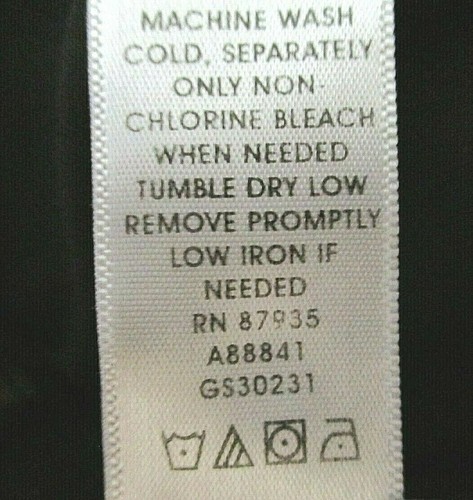 MACHINE WASH
COLD, SEPARATELY
ONLY NON-
CHLORINE BLEACH
WHEN NEEDED
TUMBLE DRY LOW
REMOVE PROMPTLY
LOW IRON IF
NEEDED
RN 87935
A88841
GS30231